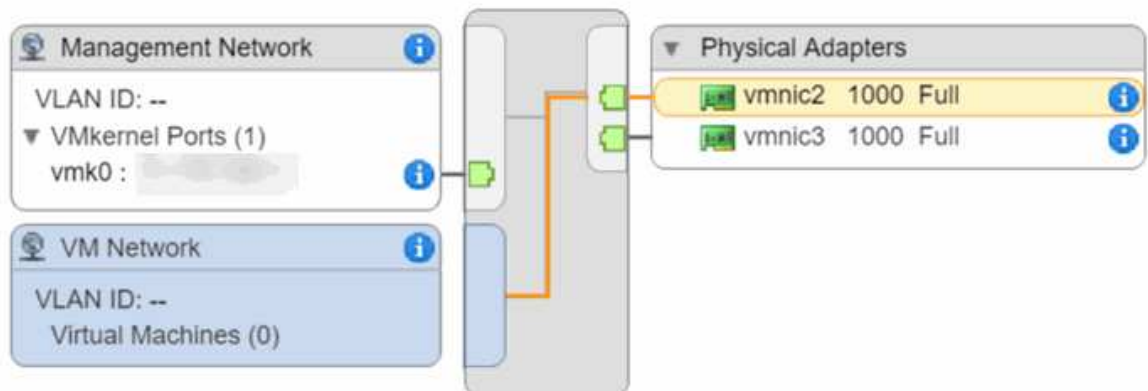 Management Network
VLAN ID: --
VMkernel Ports (1)
vmk0 :
VM Network
VLAN ID: --
Virtual Machines (0)
Physical Adapters
vmnic2 1000 Full
vmnic3 1000 Full